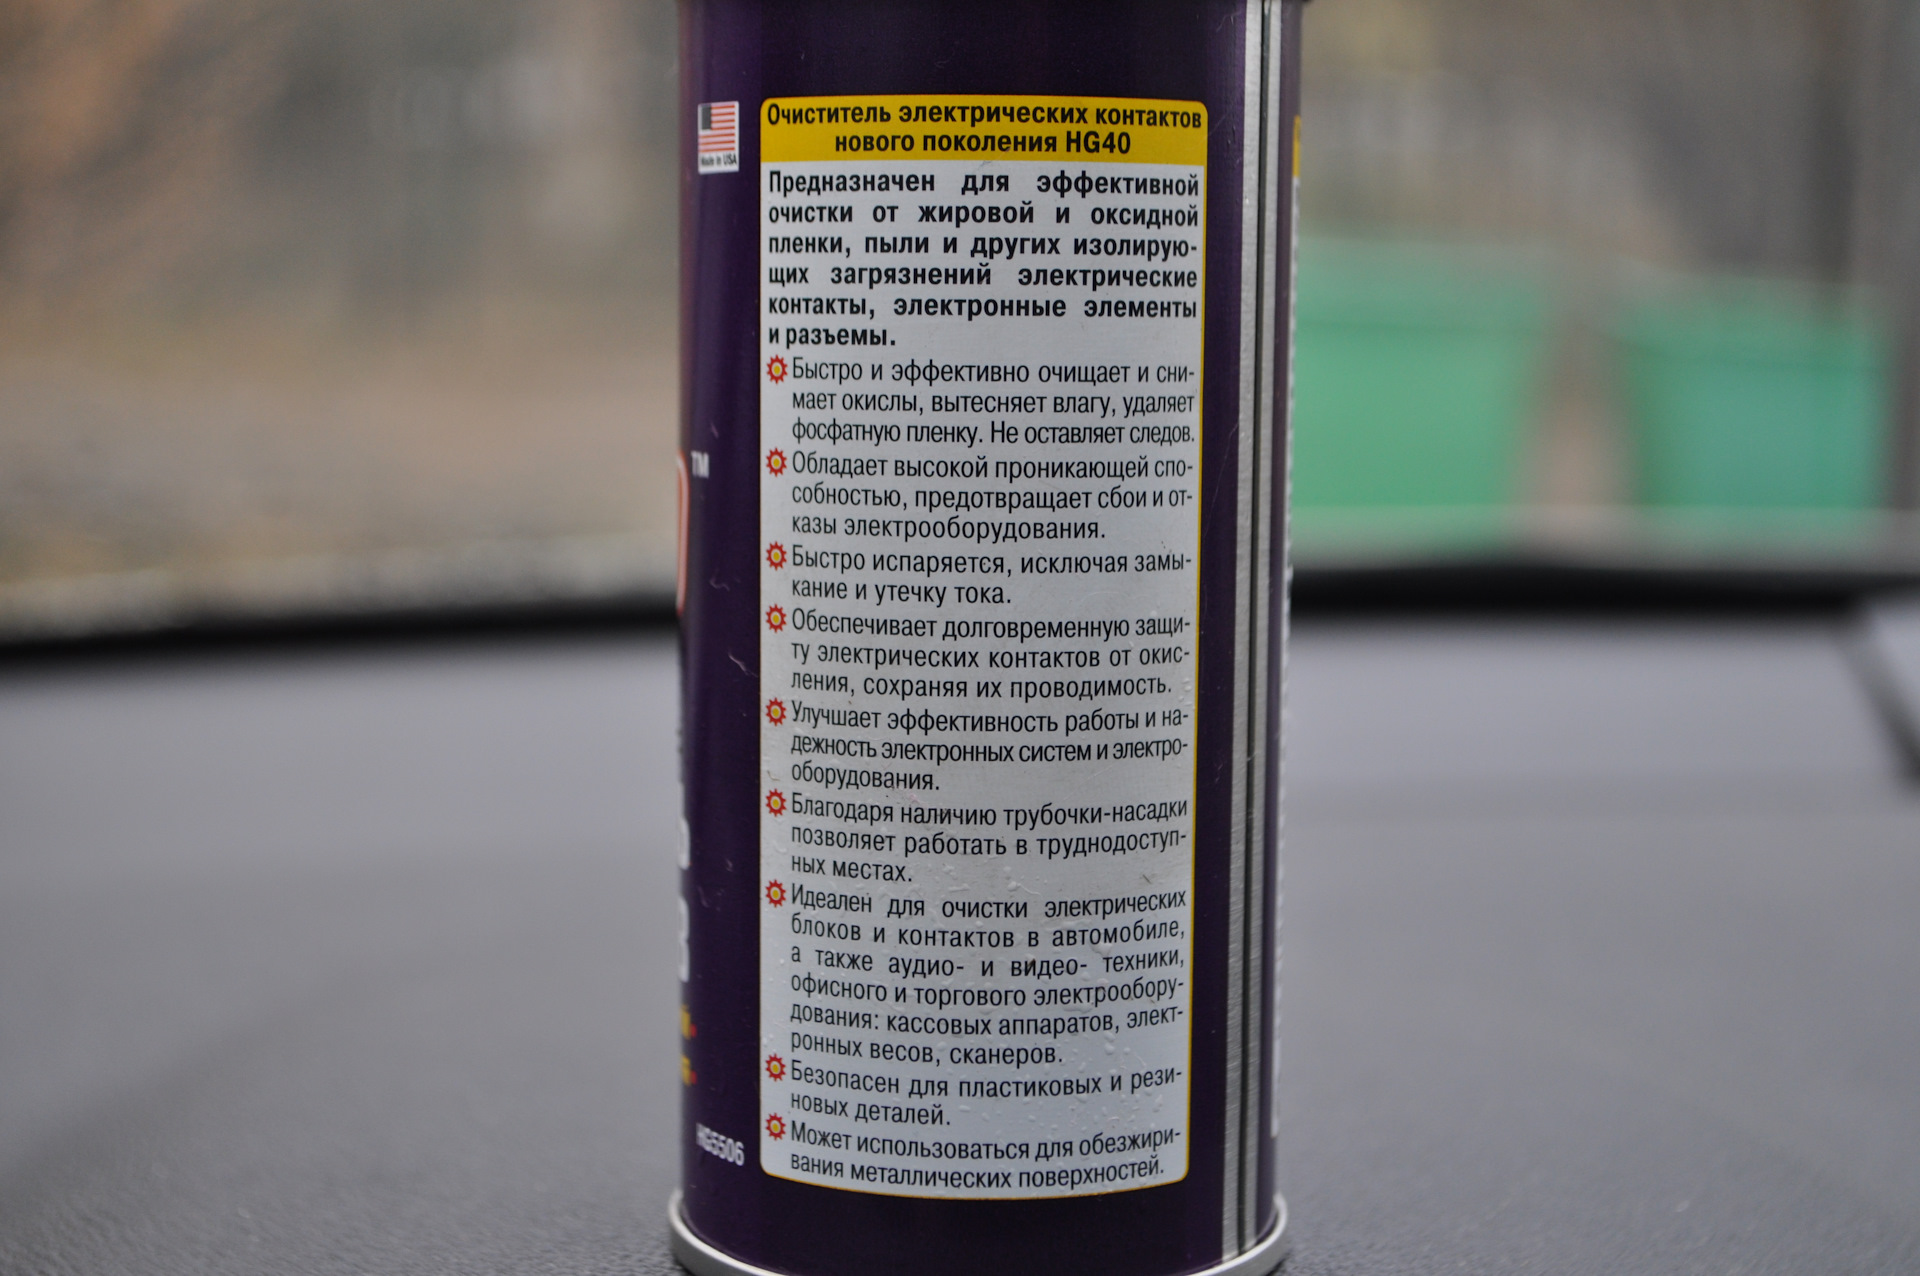 Made in USA
Очиститель электрических контактов
нового поколения HG40
Предназначен для эффективной
очистки от жировой и оксидной
пленки, пыли и других изолирую-
щих загрязнений электрические
контакты, электронные элементы
и разъемы.
Быстро и эффективно очищает и сни-
мает окислы, вытесняет влагу, удаляет
фосфатную пленку. Не оставляет следов.
Обладает высокой проникающей спо-
собностью, предотвращает сбои и от-
казы электрооборудования.
Быстро испаряется, исключая замы-
кание и утечку тока.
Обеспечивает долговременную защи-
ту электрических контактов от окис-
ления, сохраняя их проводимость.
Улучшает эффективность работы и на-
дежность электронных систем и электро-
оборудования.
Благодаря наличию трубочки-насадки
позволяет работать в труднодоступ-
ных местах.
Идеален для очистки электрических
блоков и контактов в автомобиле,
а также аудио- и видео- техники,
офисного и торгового электрообору-
дования: кассовых аппаратов, элект-
ронных весов, сканеров.
Безопасен для пластиковых и рези-
новых деталей.
Может использоваться для обезжири-
вания металлических поверхностей.
TM
HG5506